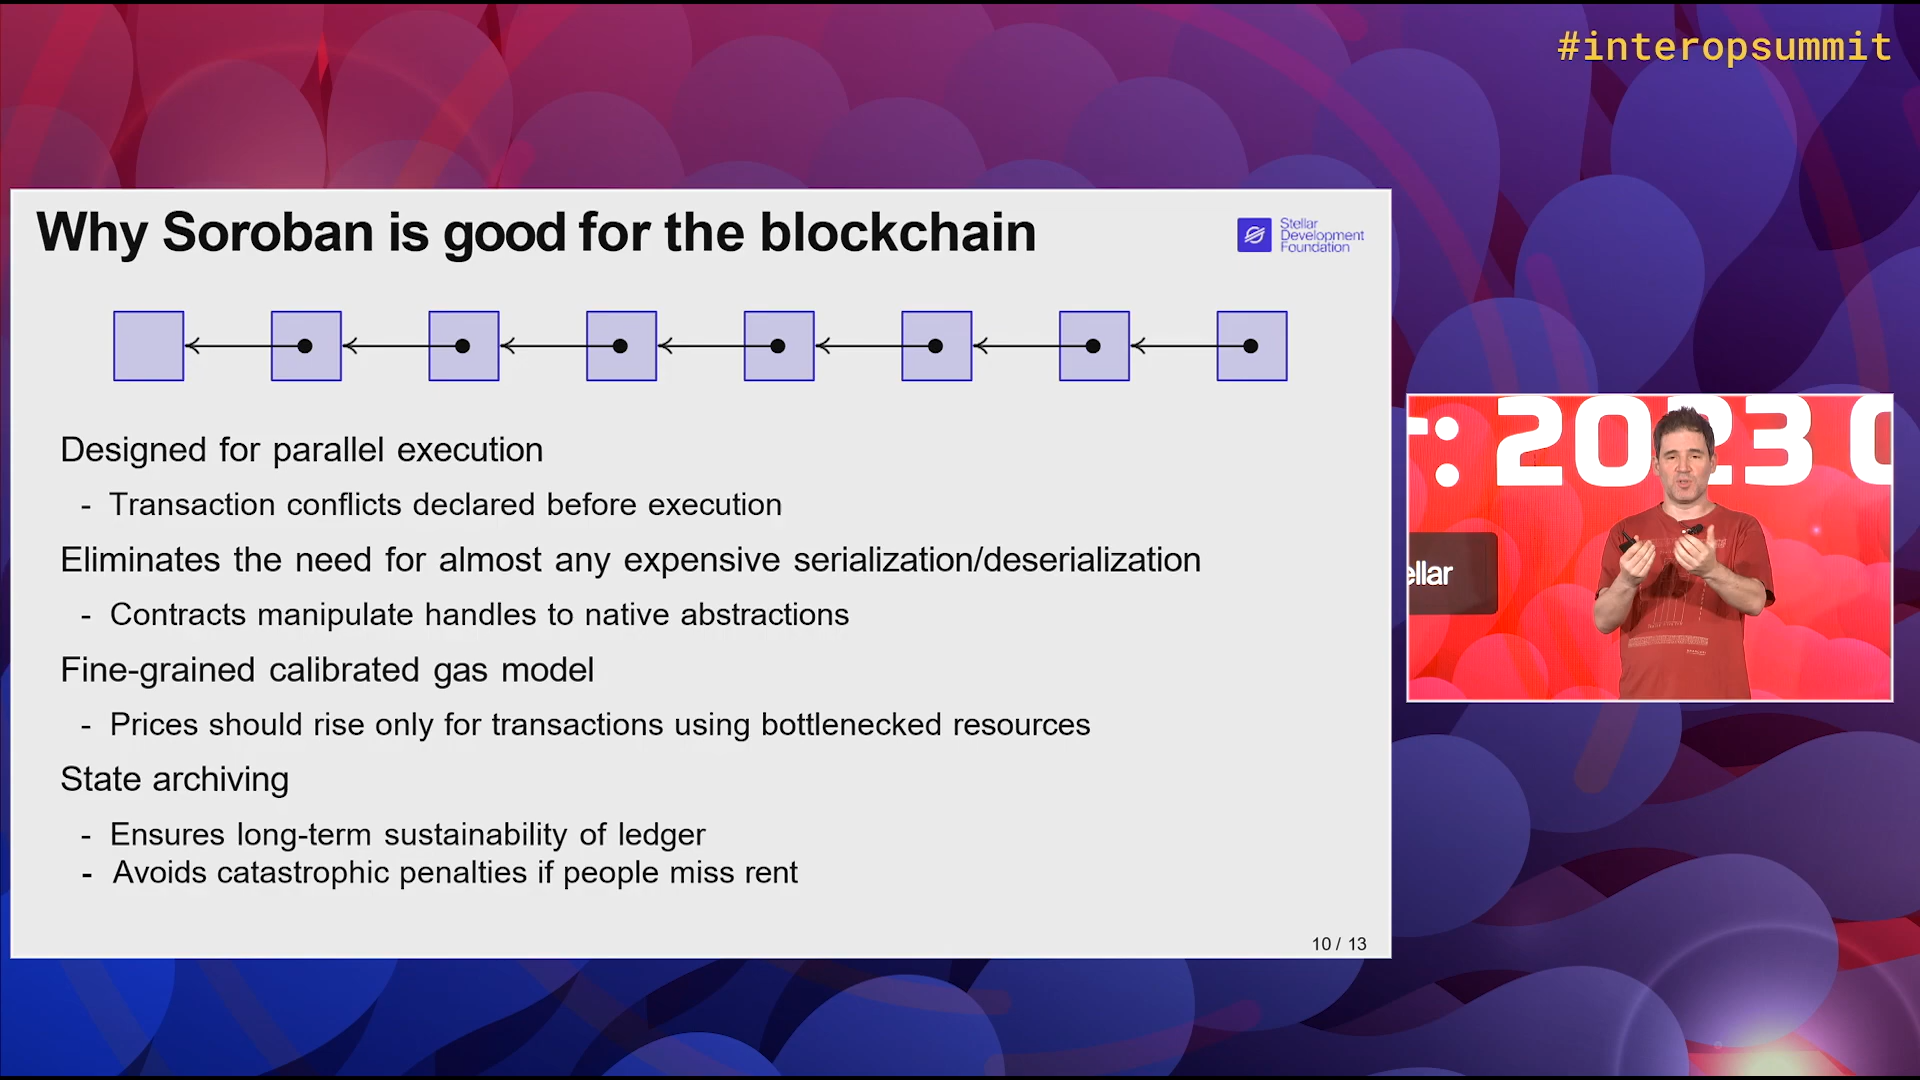 #interopsummit
Why Soroban is good for the blockchain
Stellar
Development
Foundation
Designed for parallel execution
- Transaction conflicts declared before execution
Eliminates the need for almost any expensive serialization/deserialization
- Contracts manipulate handles to native abstractions
Fine-grained calibrated gas model
- Prices should rise only for transactions using bottlenecked resources
State archiving
- Ensures long-term sustainability of ledger
- Avoids catastrophic penalties if people miss rent
10 / 13
r: 2023
ellar